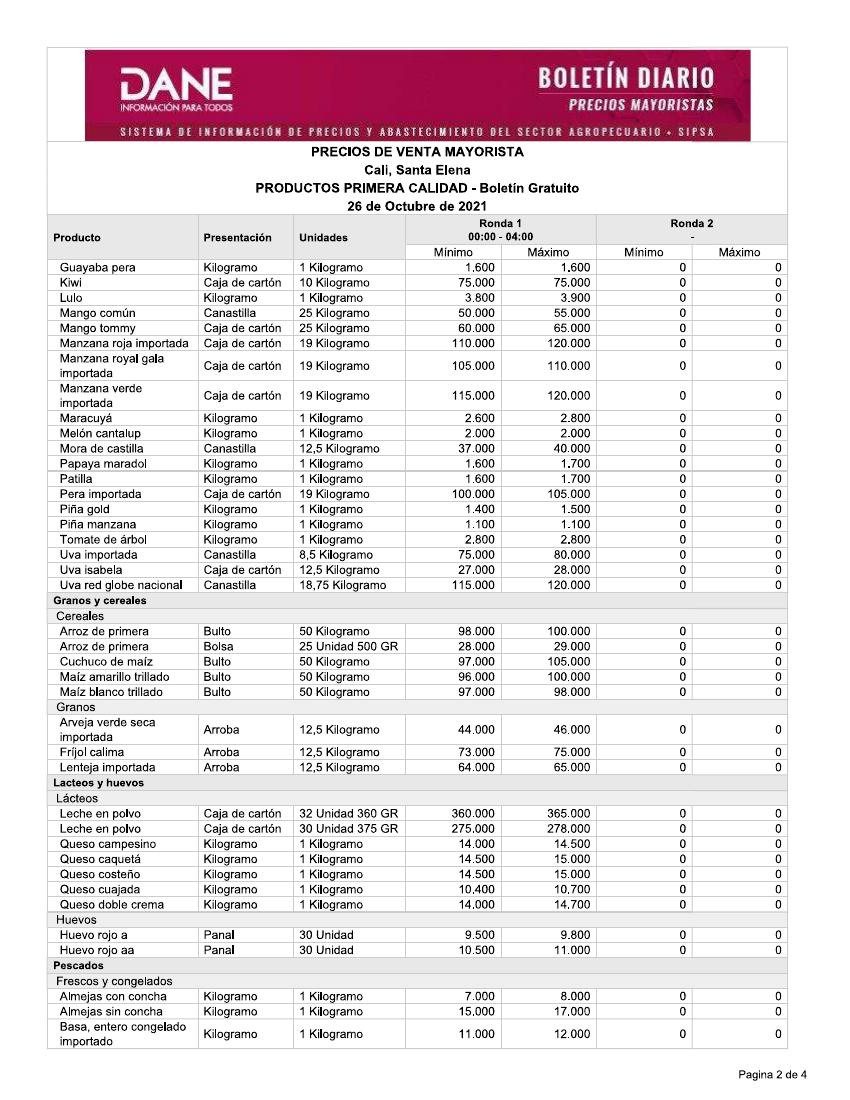 DANE
INFORMACIÓN PARA TODOS
BOLETÍN DIARIO
PRECIOS MAYORISTAS
SISTEMA DE INFORMACIÓN DE PRECIOS Y ABASTECIMIENTO DEL SECTOR AGROPECUARIO • SIPSA
PRECIOS DE VENTA MAYORISTA
Cali, Santa Elena
PRODUCTOS PRIMERA CALIDAD - Boletín Gratuito
26 de Octubre de 2021
Producto Presentación Unidades Ronda 1 Ronda 2
00:00 - 04:00 -
Mínimo Máximo Mínimo Máximo
Guayaba pera Kilogramo 1 Kilogramo 1.600 1.600 0 0
Kiwi Caja de cartón 10 Kilogramo 75.000 75.000 0 0
Lulo Kilogramo 1 Kilogramo 3.800 3.900 0 0
Mango común Canastilla 25 Kilogramo 50.000 55.000 0 0
Mango tommy Caja de cartón 25 Kilogramo 60.000 65.000 0 0
Manzana roja importada Caja de cartón 19 Kilogramo 110.000 120.000 0 0
Manzana royal gala
importada Caja de cartón 19 Kilogramo 105.000 110.000 0 0
Manzana verde
importada Caja de cartón 19 Kilogramo 115.000 120.000 0 0
Maracuyá Kilogramo 1 Kilogramo 2.600 2.800 0 0
Melón cantalup Kilogramo 1 Kilogramo 2.000 2.000 0 0
Mora de castilla Canastilla 12,5 Kilogramo 37.000 40.000 0 0
Papaya maradol Kilogramo 1 Kilogramo 1.600 1.700 0 0
Patilla Kilogramo 1 Kilogramo 1.600 1.700 0 0
Pera importada Caja de cartón 19 Kilogramo 100.000 105.000 0 0
Piña gold Kilogramo 1 Kilogramo 1.400 1.500 0 0
Piña manzana Kilogramo 1 Kilogramo 1.100 1.100 0 0
Tomate de árbol Kilogramo 1 Kilogramo 2.800 2.800 0 0
Uva importada Canastilla 8,5 Kilogramo 75.000 80.000 0 0
Uva isabela Caja de cartón 12,5 Kilogramo 27.000 28.000 0 0
Uva red globe nacional Canastilla 18,75 Kilogramo 115.000 120.000 0 0
Granos y cereales
Cereales
Arroz de primera Bulto 50 Kilogramo 98.000 100.000 0 0
Arroz de primera Bolsa 25 Unidad 500 GR 28.000 29.000 0 0
Cuchuco de maíz Bulto 50 Kilogramo 97.000 105.000 0 0
Maíz amarillo trillado Bulto 50 Kilogramo 96.000 100.000 0 0
Maíz blanco trillado Bulto 50 Kilogramo 97.000 98.000 0 0
Granos
Arveja verde seca
importada Arroba 12,5 Kilogramo 44.000 46.000 0 0
Fríjol calima Arroba 12,5 Kilogramo 73.000 75.000 0 0
Lenteja importada Arroba 12,5 Kilogramo 64.000 65.000 0 0
Lacteos y huevos
Lácteos
Leche en polvo Caja de cartón 32 Unidad 360 GR 360.000 365.000 0 0
Leche en polvo Caja de cartón 30 Unidad 375 GR 275.000 278.000 0 0
Queso campesino Kilogramo 1 Kilogramo 14.000 14.500 0 0
Queso caquetá Kilogramo 1 Kilogramo 14.500 15.000 0 0
Queso costeño Kilogramo 1 Kilogramo 14.500 15.000 0 0
Queso cuajada Kilogramo 1 Kilogramo 10.400 10.700 0 0
Queso doble crema Kilogramo 1 Kilogramo 14.000 14.700 0 0
Huevos
Huevo rojo a Panal 30 Unidad 9.500 9.800 0 0
Huevo rojo aa Panal 30 Unidad 10.500 11.000 0 0
Pescados
Frescos y congelados
Almejas con concha Kilogramo 1 Kilogramo 7.000 8.000 0 0
Almejas sin concha Kilogramo 1 Kilogramo 15.000 17.000 0 0
Basa, entero congelado
importado Kilogramo 1 Kilogramo 11.000 12.000 0 0
Pagina 2 de 4